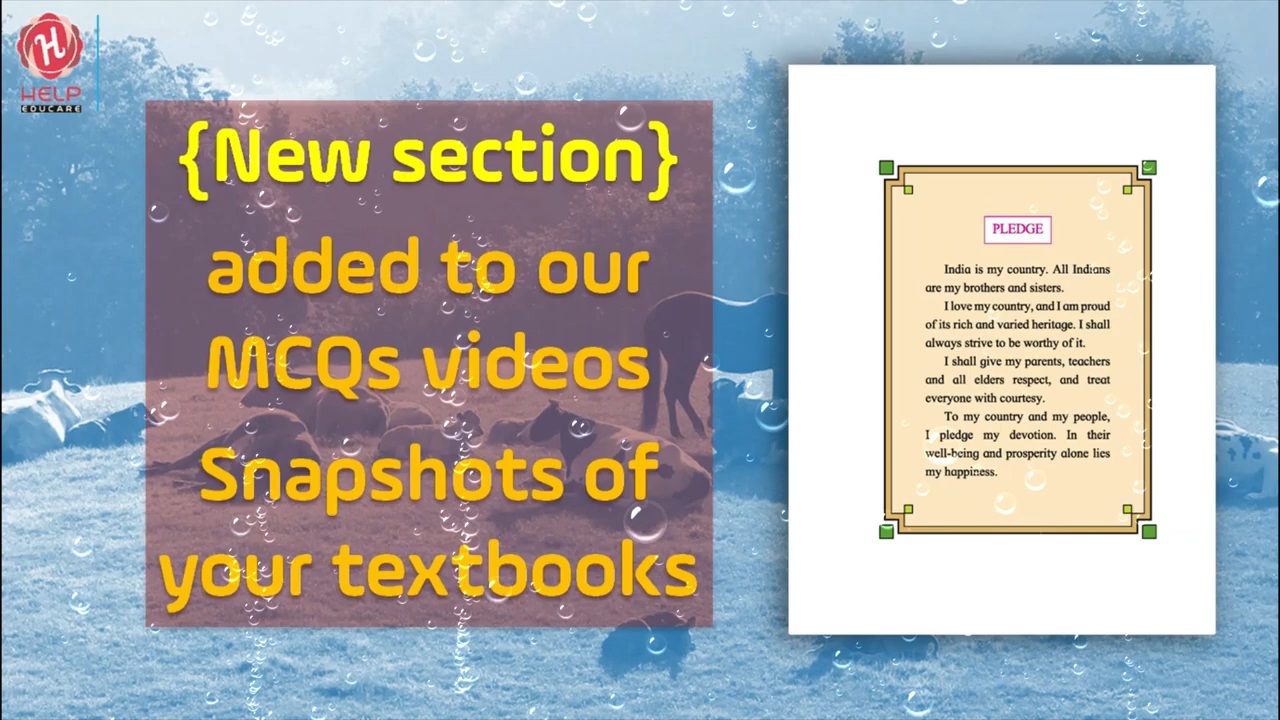 HELP
EDUCARE
{New section}
added to our
MCQs videos
Snapshots of
your textbooks
PLEDGE
India is my country. All Indians
are my brothers and sisters.
I love my country, and I am proud
of its rich and varied heritage. I shall
always strive to be worthy of it.
I shall give my parents, teachers
and all elders respect, and treat
everyone with courtesy.
To my country and my people,
I pledge my devotion. In their
well-being and prosperity alone lies
my happiness.